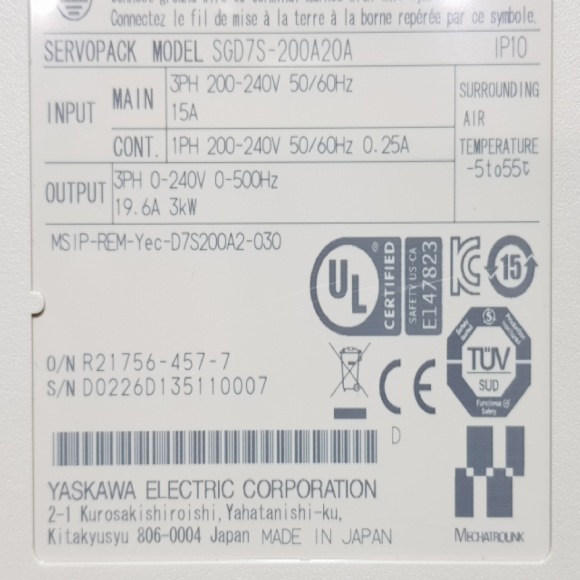 Connectez le fil de mise à la terre à la borne repérée par ce symbole.
SERVOPACK MODEL SGD7S-200A20A IP10
INPUT
MAIN
3PH 200-240V 50/60Hz
15A
CONT. 1PH 200-240V 50/60Hz 0.25A
SURROUNDING
AIR
TEMPERATURE
-5to55℃
OUTPUT
3PH 0-240V 0-500Hz
19.6A 3kW
MSIP-REM-Yec-D7S200A2-030
UL
®
CERTIFIED
SAFETY US-CA
E147823
15
O/N R21756-457-7
S/N D0226D135110007
CE
TÜV
SÜD
Functional
Safety
D
YASKAWA ELECTRIC CORPORATION
2-1 Kurosakishiroishi, Yahatanishi-ku,
Kitakyusyu 806-0004 Japan MADE IN JAPAN
MECHATROLINK